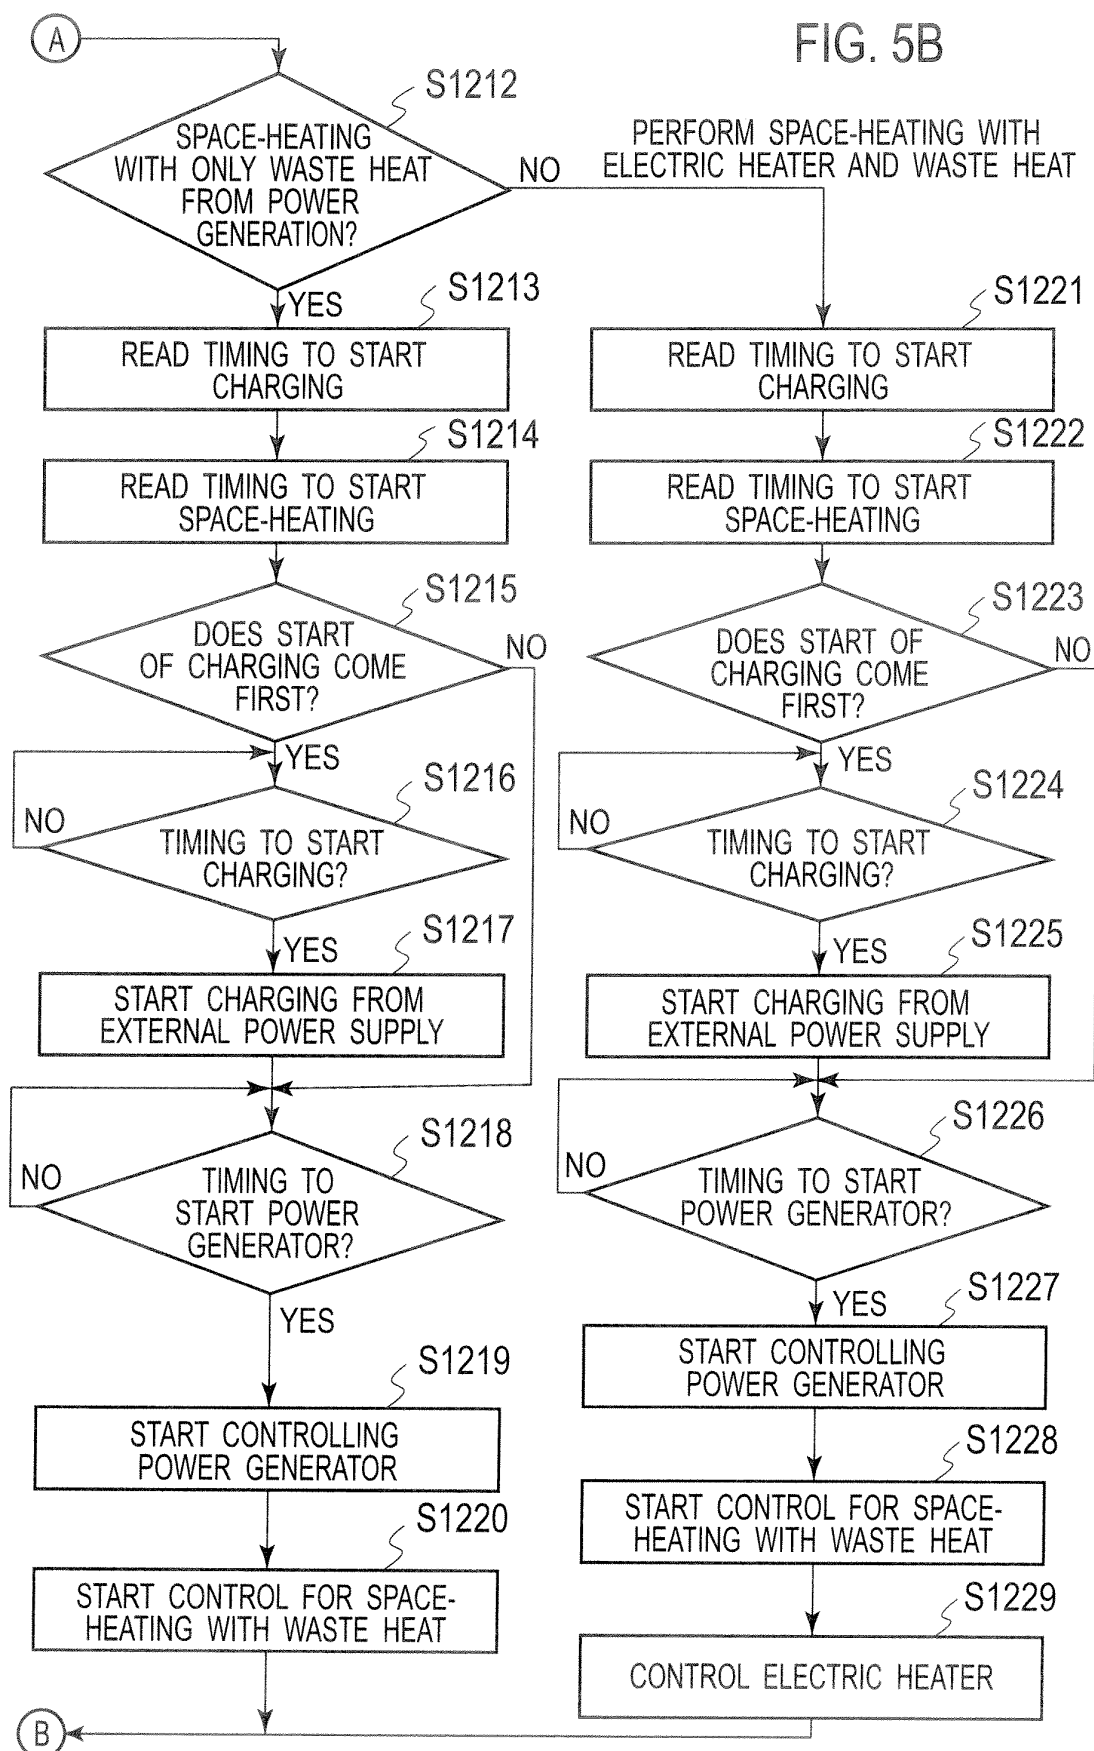 A
FIG. 5B
S1212
SPACE-HEATING
WITH ONLY WASTE HEAT
FROM POWER
GENERATION?
NO
PERFORM SPACE-HEATING WITH
ELECTRIC HEATER AND WASTE HEAT
YES
S1213
READ TIMING TO START
CHARGING
S1214
READ TIMING TO START
SPACE-HEATING
S1215
DOES START
OF CHARGING COME
FIRST?
NO
YES
S1216
TIMING TO START
CHARGING?
NO
YES
S1217
START CHARGING FROM
EXTERNAL POWER SUPPLY
S1218
TIMING TO
START POWER
GENERATOR?
NO
YES
S1219
START CONTROLLING
POWER GENERATOR
S1220
START CONTROL FOR SPACE-
HEATING WITH WASTE HEAT
S1221
READ TIMING TO START
CHARGING
S1222
READ TIMING TO START
SPACE-HEATING
S1223
DOES START OF
CHARGING COME
FIRST?
NO
YES
S1224
TIMING TO START
CHARGING?
NO
YES
S1225
START CHARGING FROM
EXTERNAL POWER SUPPLY
S1226
TIMING TO START
POWER GENERATOR?
NO
YES
S1227
START CONTROLLING
POWER GENERATOR
S1228
START CONTROL FOR SPACE-
HEATING WITH WASTE HEAT
S1229
CONTROL ELECTRIC HEATER
B